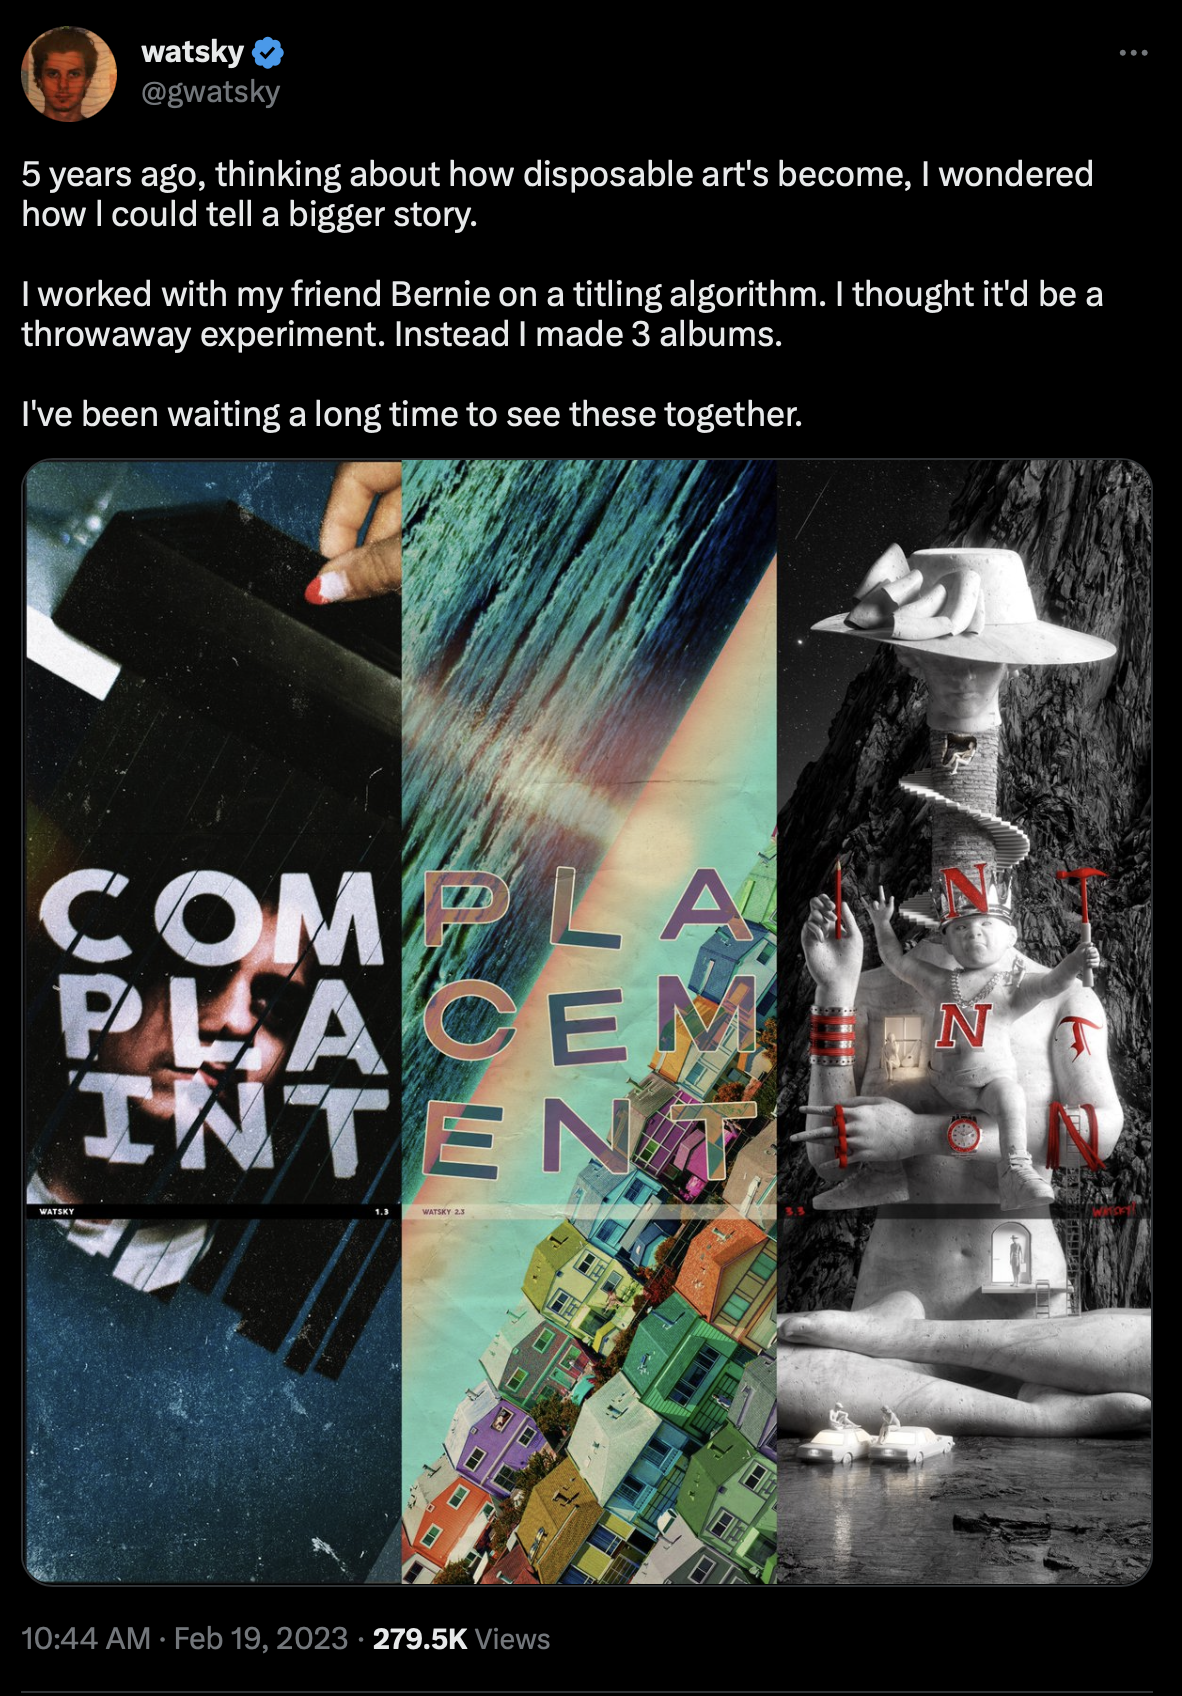 watsky
@gwatsky
5 years ago, thinking about how disposable art's become, I wondered
how I could tell a bigger story.
I worked with my friend Bernie on a titling algorithm. I thought it'd be a
throwaway experiment. Instead I made 3 albums.
I've been waiting a long time to see these together.
COM
PLA
INT
WATSKY 1.3
PLA
CEM
ENT
WATSKY 2.3
I N T
E N T
I O N
3.3 WATSKY!
10:44 AM · Feb 19, 2023 · 279.5K Views